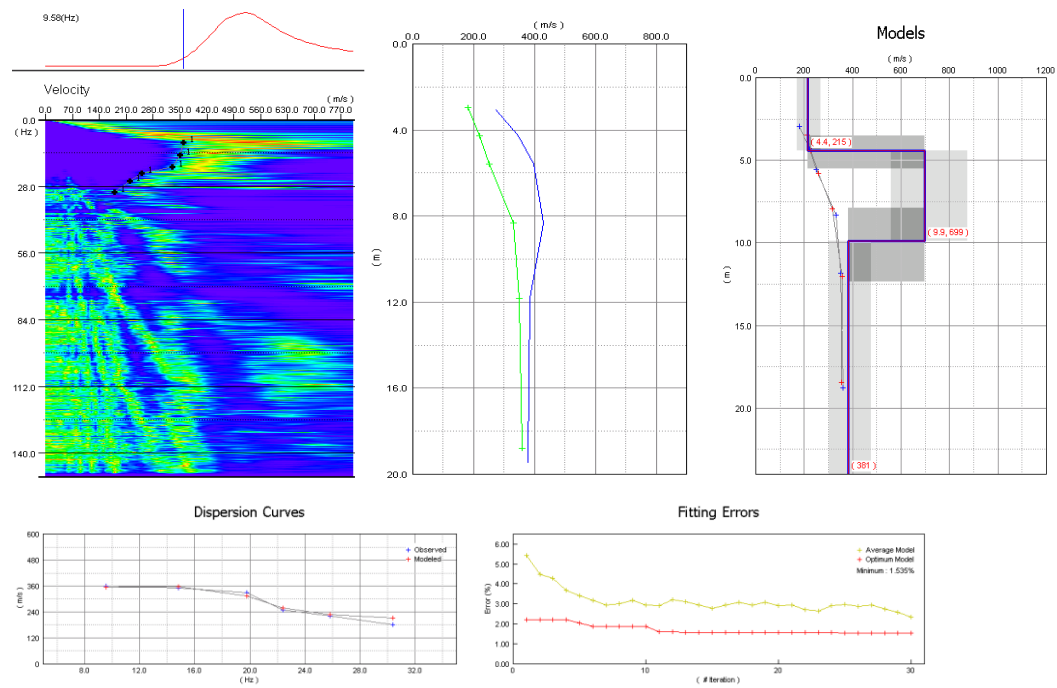 9.58(Hz)
Velocity
( m/s )
0.0 70.0 140.0 210.0 280.0 350.0 420.0 490.0 560.0 630.0 700.0 770.0
0.0
( Hz )
28.0
56.0
84.0
112.0
140.0
1
1
1
1
1
1
1
( m/s )
0.0 200.0 400.0 600.0 800.0
0.0
4.0
8.0
( m )
12.0
16.0
20.0
Models
( m/s )
0 200 400 600 800 1000 1200
0.0
( 4.4, 215 )
5.0
( 9.9, 699 )
10.0
( m )
15.0
20.0
( 381 )
Dispersion Curves
600
Observed
Modeled
480
360
(m/s)
240
120
0
8.0 12.0 16.0 20.0 24.0 28.0 32.0
( Hz )
Fitting Errors
Average Model
Optimum Model
Minimum : 1.535%
6.00
5.00
4.00
Error (%)
3.00
2.00
1.00
0
0 10 20 30
( # Iteration )